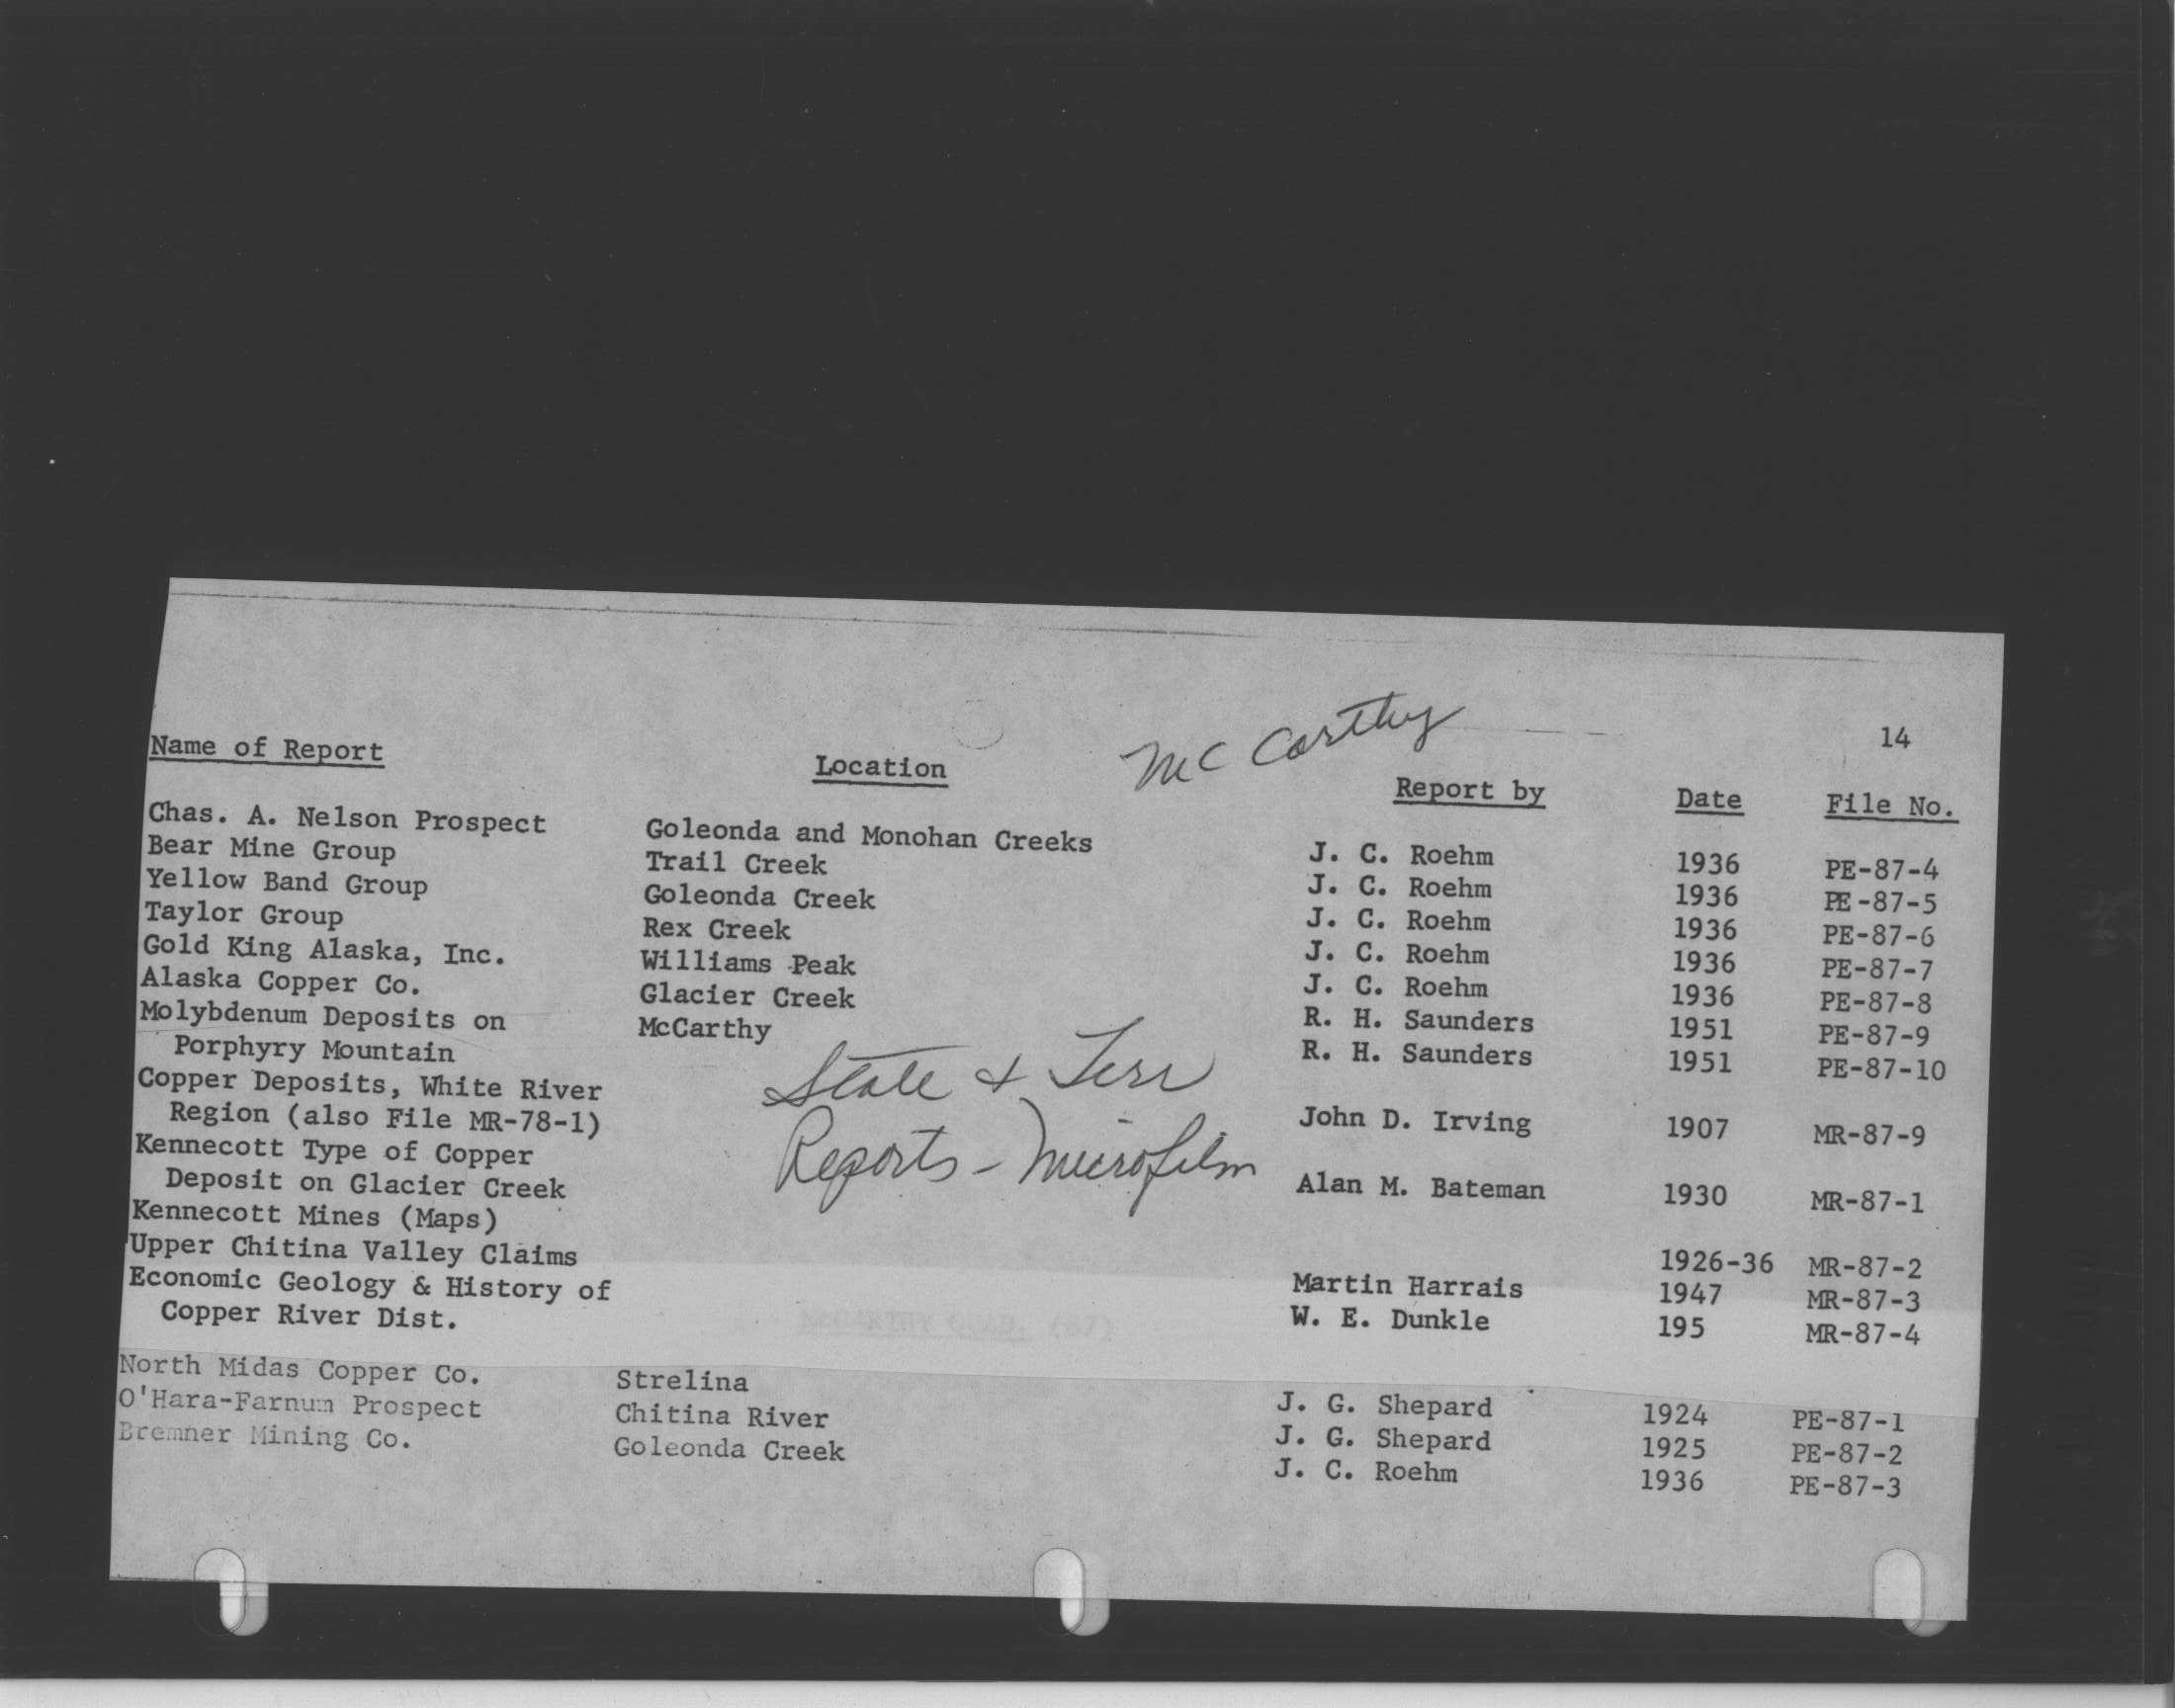 McCarthy
14
Name of Report Location Report by Date File No.
Chas. A. Nelson Prospect Goleonda and Monohan Creeks J. C. Roehm 1936 PE-87-4
Bear Mine Group Trail Creek J. C. Roehm 1936 PE-87-5
Yellow Band Group Goleonda Creek J. C. Roehm 1936 PE-87-6
Taylor Group Rex Creek J. C. Roehm 1936 PE-87-7
Gold King Alaska, Inc. Williams Peak J. C. Roehm 1936 PE-87-8
Alaska Copper Co. Glacier Creek R. H. Saunders 1951 PE-87-9
Molybdenum Deposits on McCarthy R. H. Saunders 1951 PE-87-10
Porphyry Mountain
State & Terr
Copper Deposits, White River
Region (also File MR-78-1) John D. Irving 1907 MR-87-9
Reports - Microfilm
Kennecott Type of Copper
Deposit on Glacier Creek Alan M. Bateman 1930 MR-87-1
Kennecott Mines (Maps) 1926-36 MR-87-2
Upper Chitina Valley Claims Martin Harrais 1947 MR-87-3
Economic Geology & History of W. E. Dunkle 195 MR-87-4
Copper River Dist.
McCARTHY QUAD. (87)
North Midas Copper Co. Strelina J. G. Shepard 1924 PE-87-1
O'Hara-Farnum Prospect Chitina River J. G. Shepard 1925 PE-87-2
Bremner Mining Co. Goleonda Creek J. C. Roehm 1936 PE-87-3